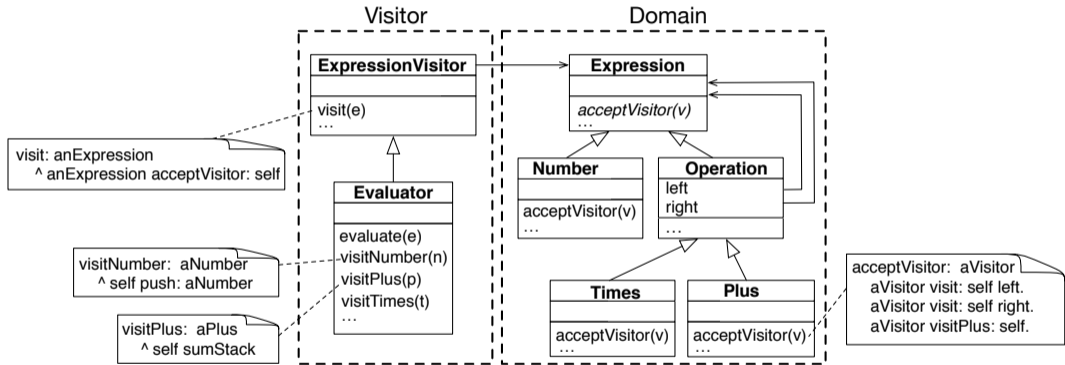 Visitor
Domain
ExpressionVisitor
visit(e)
...
Expression
acceptVisitor(v)
...
visit: anExpression
^ anExpression acceptVisitor: self
Evaluator
evaluate(e)
visitNumber(n)
visitPlus(p)
visitTimes(t)
...
Number
acceptVisitor(v)
...
Operation
left
right
...
visitNumber: aNumber
^ self push: aNumber
visitPlus: aPlus
^ self sumStack
Times
acceptVisitor(v)
...
Plus
acceptVisitor(v)
...
acceptVisitor: aVisitor
aVisitor visit: self left.
aVisitor visit: self right.
aVisitor visitPlus: self.